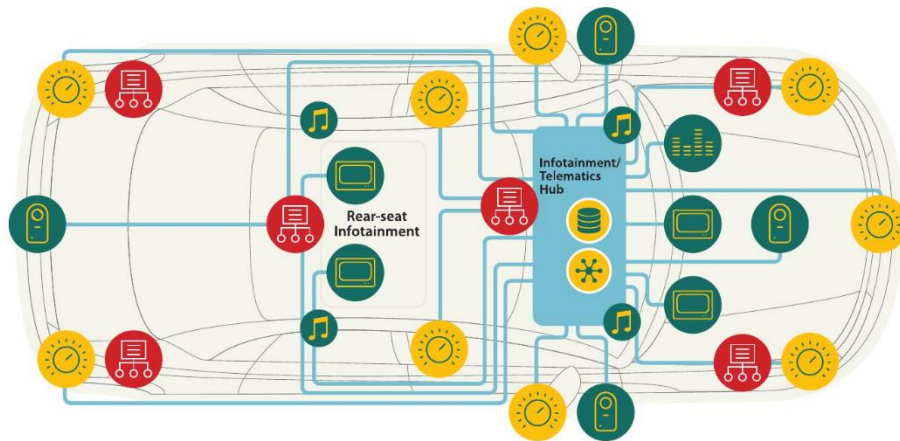 Infotainment/
Telematics
Hub
Rear-seat
Infotainment